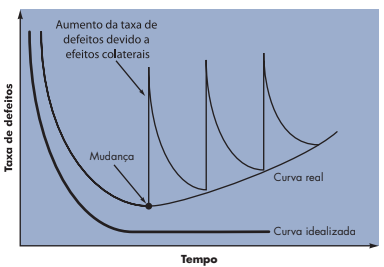 Aumento da taxa de
defeitos devido a
efeitos colaterais
Taxa de defeitos
Mudança
Curva real
Curva idealizada
Tempo